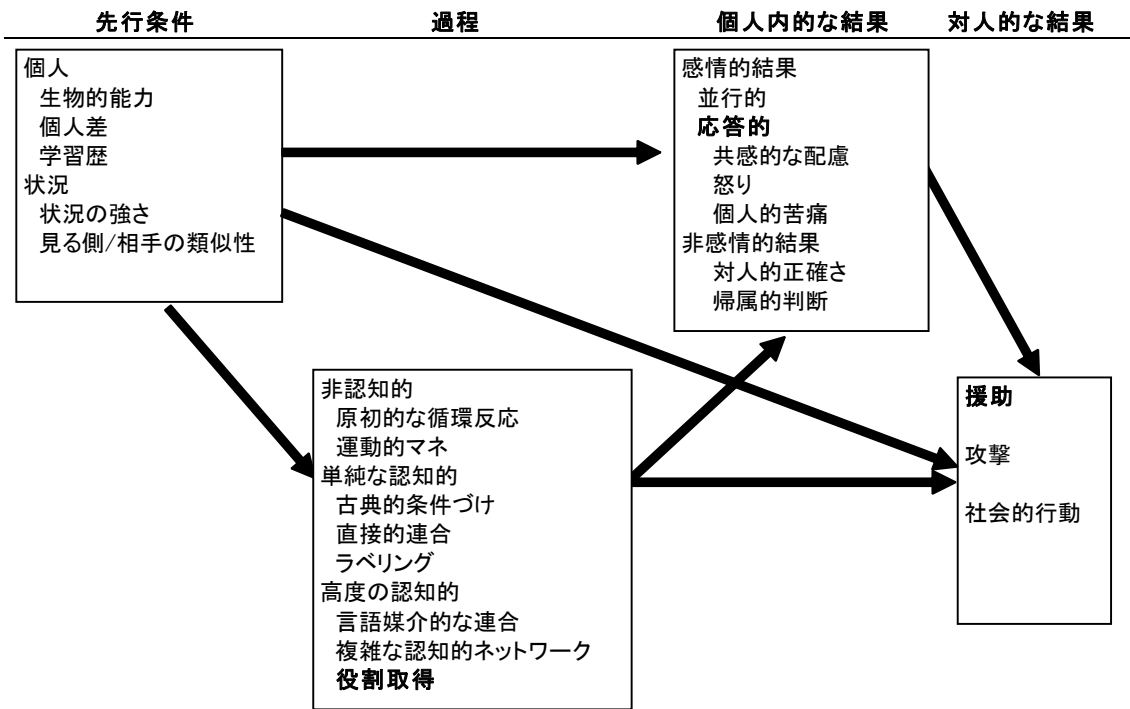 先行条件
過程
個人内的な結果
対人的な結果
個人
生物的能力
個人差
学習歴
状況
状況の強さ
見る側/相手の類似性
非認知的
原初的な循環反応
運動的マネ
単純な認知的
古典的条件づけ
直接的連合
ラベリング
高度の認知的
言語媒介的な連合
複雑な認知的ネットワーク
役割取得
感情的結果
並行的
応答的
共感的な配慮
怒り
個人的苦痛
非感情的結果
対人的正確さ
帰属的判断
援助
攻撃
社会的行動